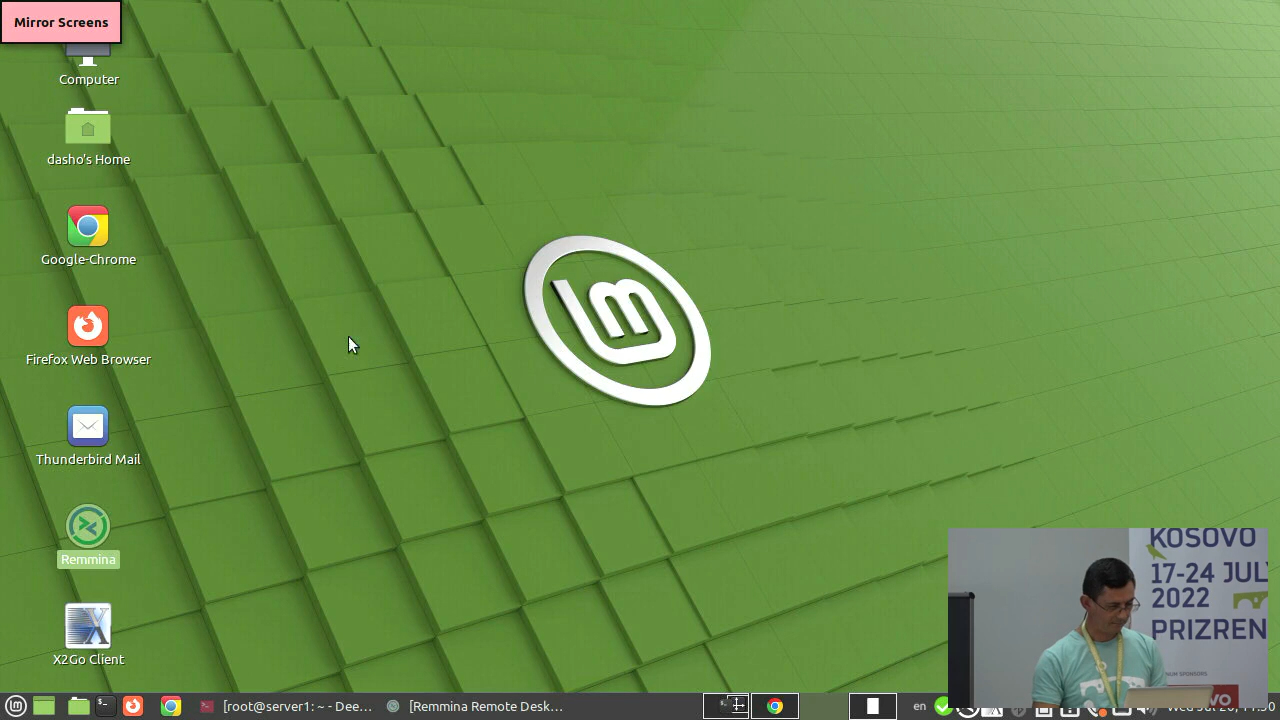 Mirror Screens
Computer
dasho's Home
Google-Chrome
Firefox Web Browser
Thunderbird Mail
Remmina
X2Go Client
KOSOVO
17-24 JUL
2022
PRIZREN
[root@server1: ~ - Dee...
[Remmina Remote Desk...
en